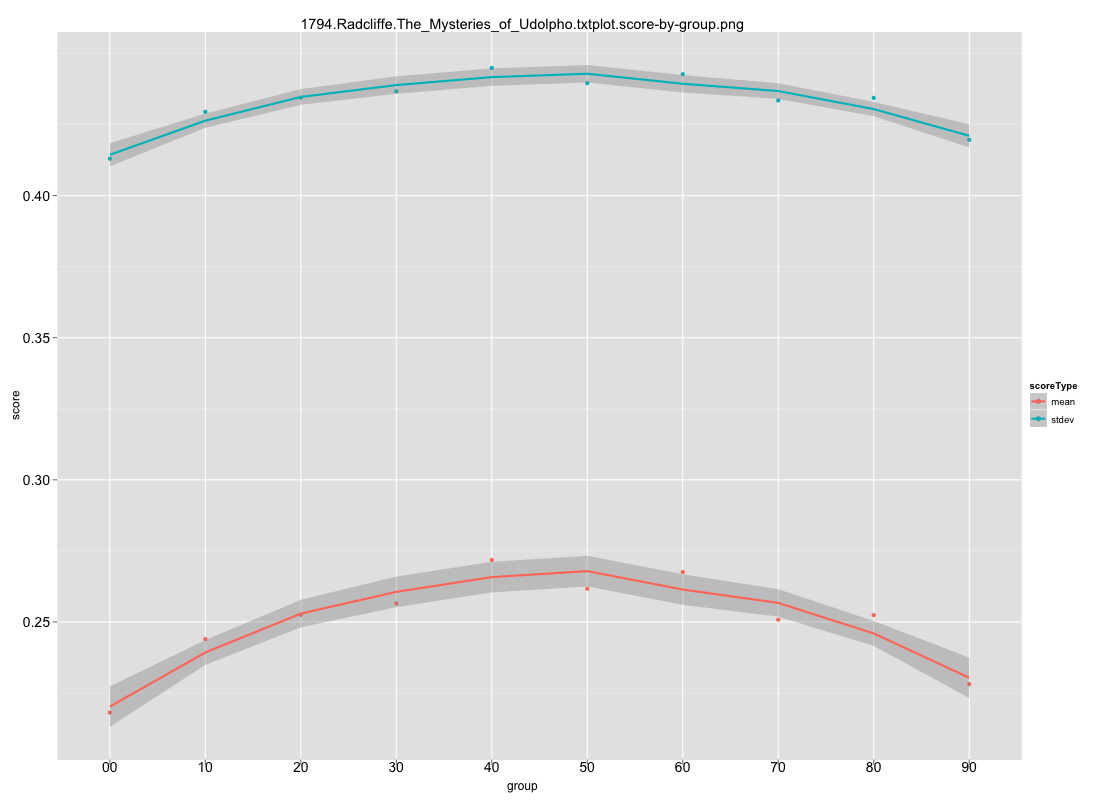 1794.Radcliffe.The_Mysteries_of_Udolpho.txtplot.score-by-group.png
0.40
0.35
0.30
0.25
score
00 10 20 30 40 50 60 70 80 90
group
scoreType
mean
stdev